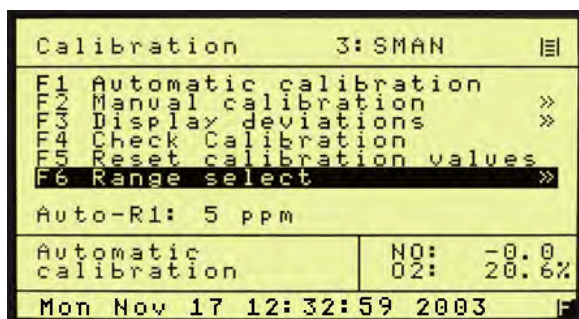 Calibration 3:SMAN
F1 Automatic calibration
F2 Manual calibration »
F3 Display deviations »
F4 Check Calibration
F5 Reset calibration values
F6 Range select »
Auto-R1: 5 ppm
Automatic calibration
NO: -0.0
O2: 20.6%
Mon Nov 17 12:32:59 2003